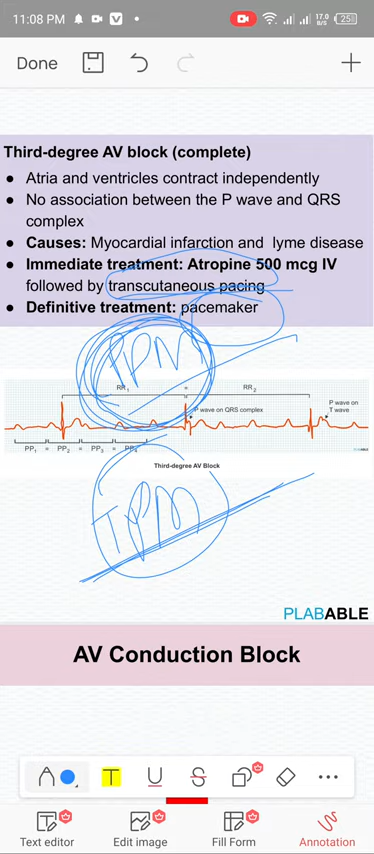 11:08 PM
17.0
B/S
25
Done
Third-degree AV block (complete)
● Atria and ventricles contract independently
● No association between the P wave and QRS
complex
● Causes: Myocardial infarction and lyme disease
● Immediate treatment: Atropine 500 mcg IV
followed by transcutaneous pacing
● Definitive treatment: pacemaker
PPM
RR1 = RR2
P wave on QRS complex
P wave on
T wave
PP1 = PP2 = PP3 = PP4
PLABABLE
Third-degree AV Block
TPM
PLABABLE
AV Conduction Block
T
U
S
Text editor
Edit image
Fill Form
Annotation